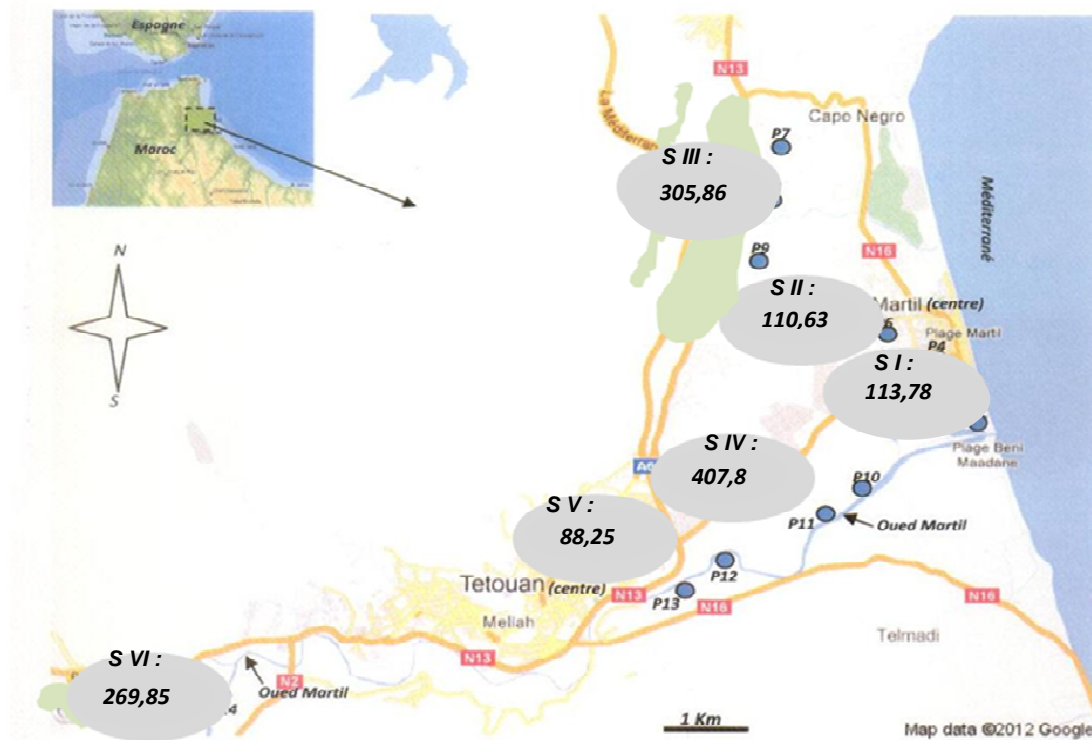 Espagne
Maroc
N
S
N13
La Méditerran
Capo Negro
P7
S III :
305,86
P9
N16
Méditerrané
S II :
110,63
Martil (centre)
Plage Martil
P4
S I :
113,78
Plage Beni
Maadane
S IV :
407,8
A6
P10
P11
Oued Martil
S V :
88,25
P12
Tetouan (centre)
N13
P13
N16
N16
Mellah
Telmadi
N13
S VI :
269,85
N2
Oued Martil
1 Km
Map data ©2012 Google